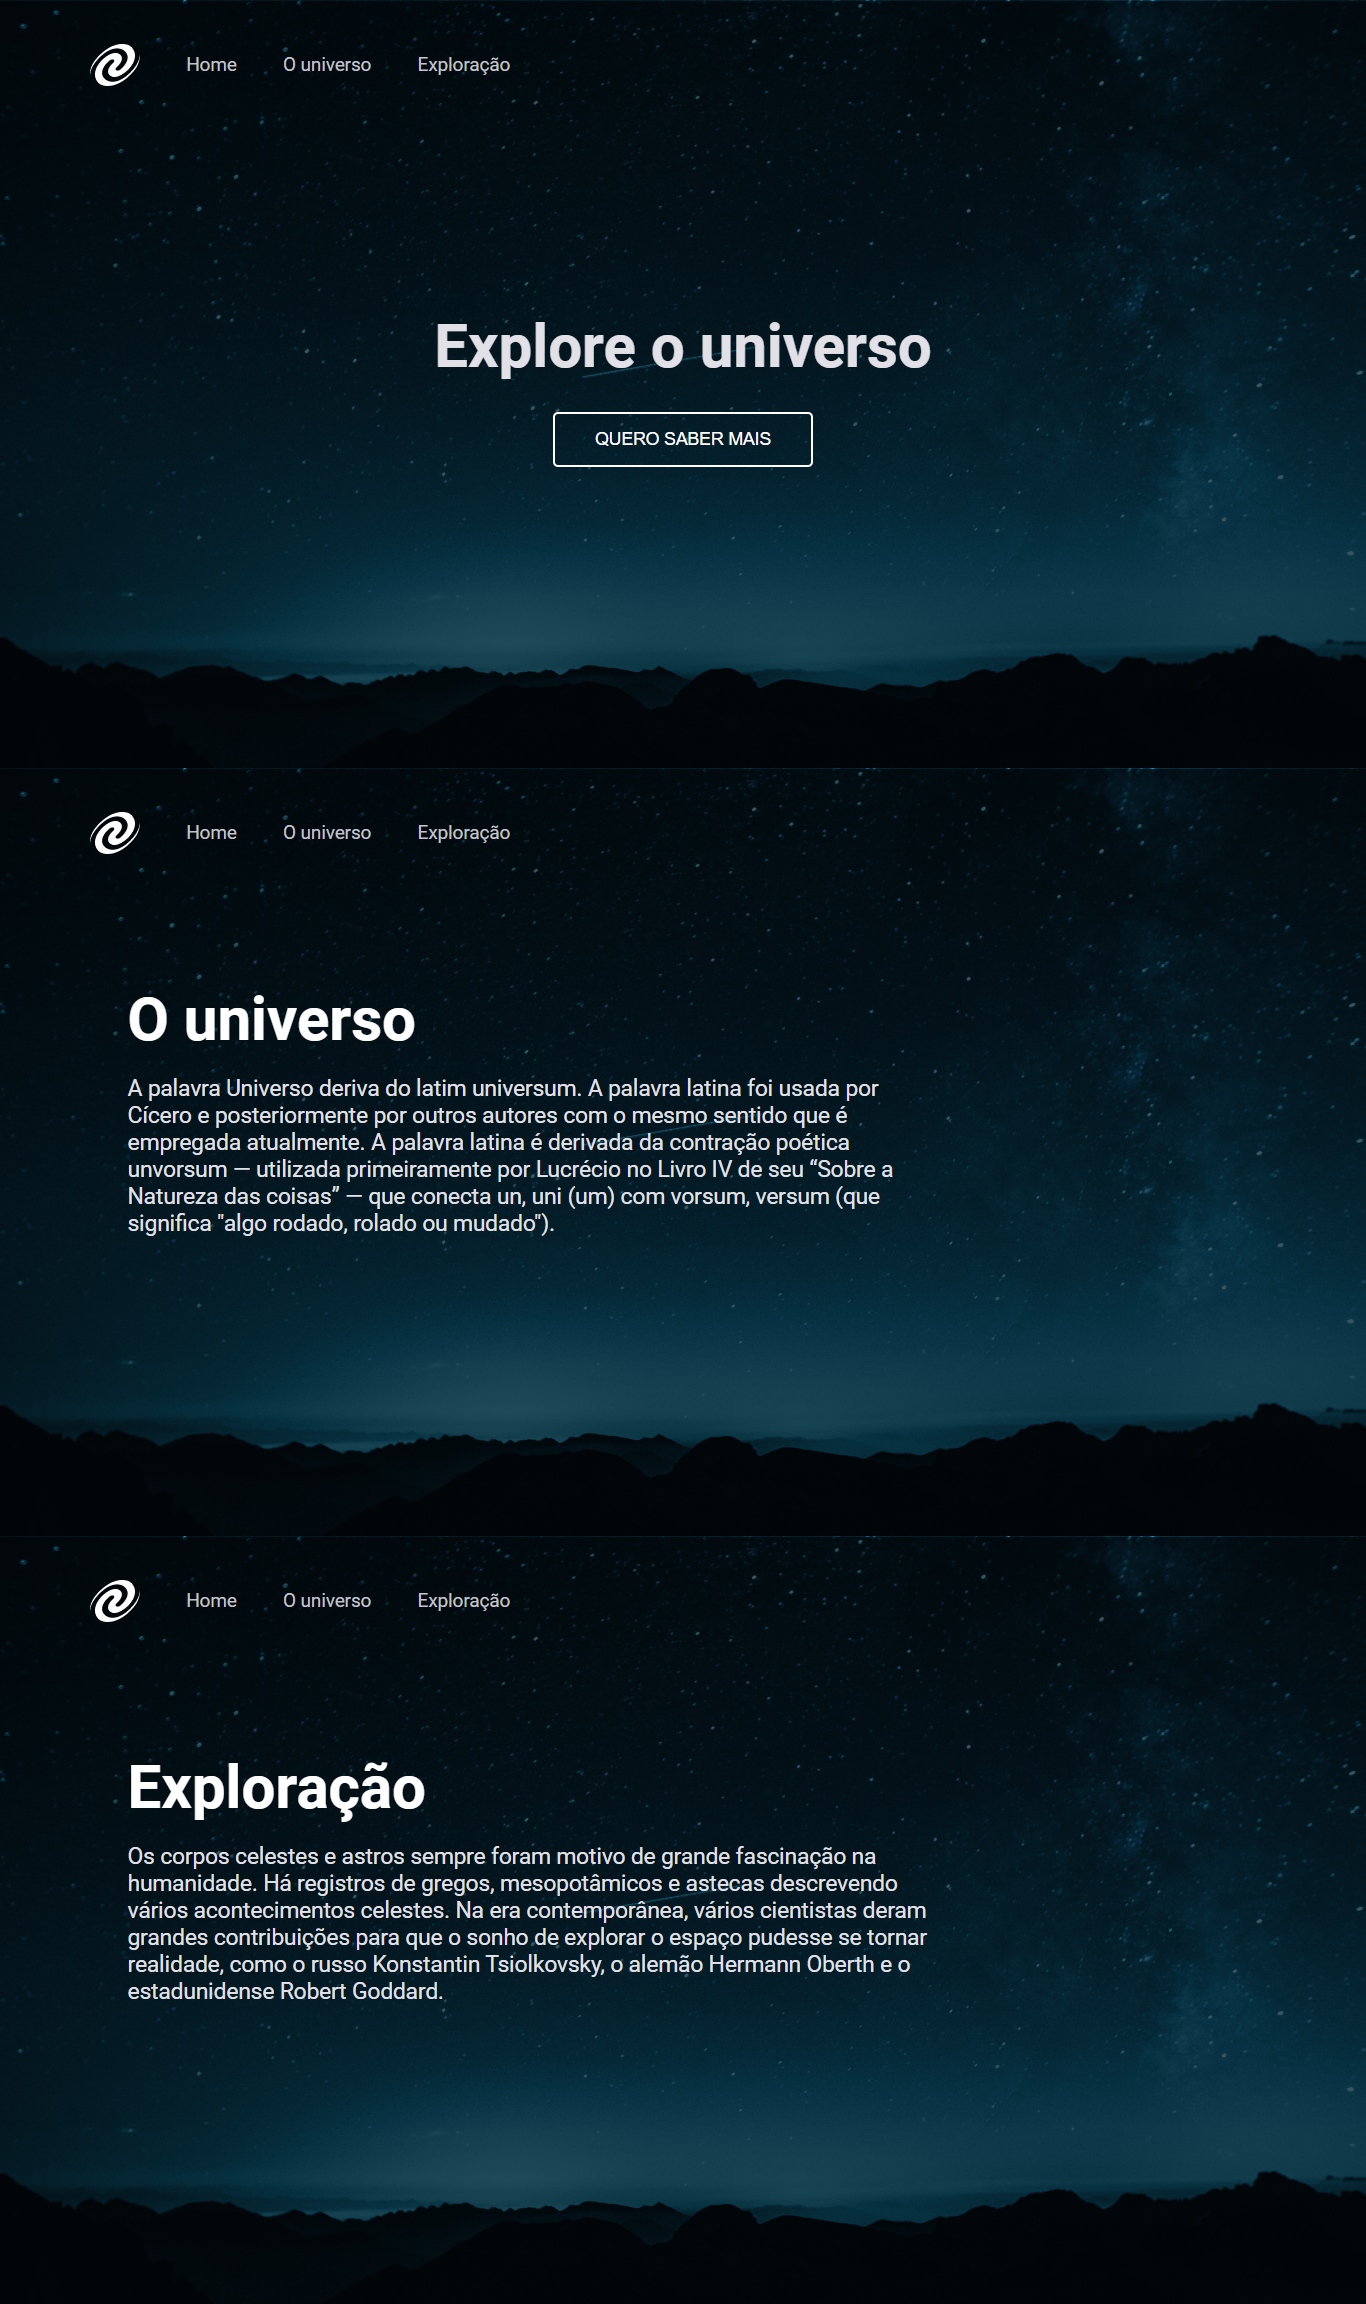 Home
O universo
Exploração
Explore o universo
QUERO SABER MAIS
Home
O universo
Exploração
O universo
A palavra Universo deriva do latim universum. A palavra latina foi usada por
Cícero e posteriormente por outros autores com o mesmo sentido que é
empregada atualmente. A palavra latina é derivada da contração poética
unvorsum — utilizada primeiramente por Lucrécio no Livro IV de seu “Sobre a
Natureza das coisas” — que conecta un, uni (um) com vorsum, versum (que
significa "algo rodado, rolado ou mudado").
Home
O universo
Exploração
Exploração
Os corpos celestes e astros sempre foram motivo de grande fascinação na
humanidade. Há registros de gregos, mesopotâmicos e astecas descrevendo
vários acontecimentos celestes. Na era contemporânea, vários cientistas deram
grandes contribuições para que o sonho de explorar o espaço pudesse se tornar
realidade, como o russo Konstantin Tsiolkovsky, o alemão Hermann Oberth e o
estadunidense Robert Goddard.